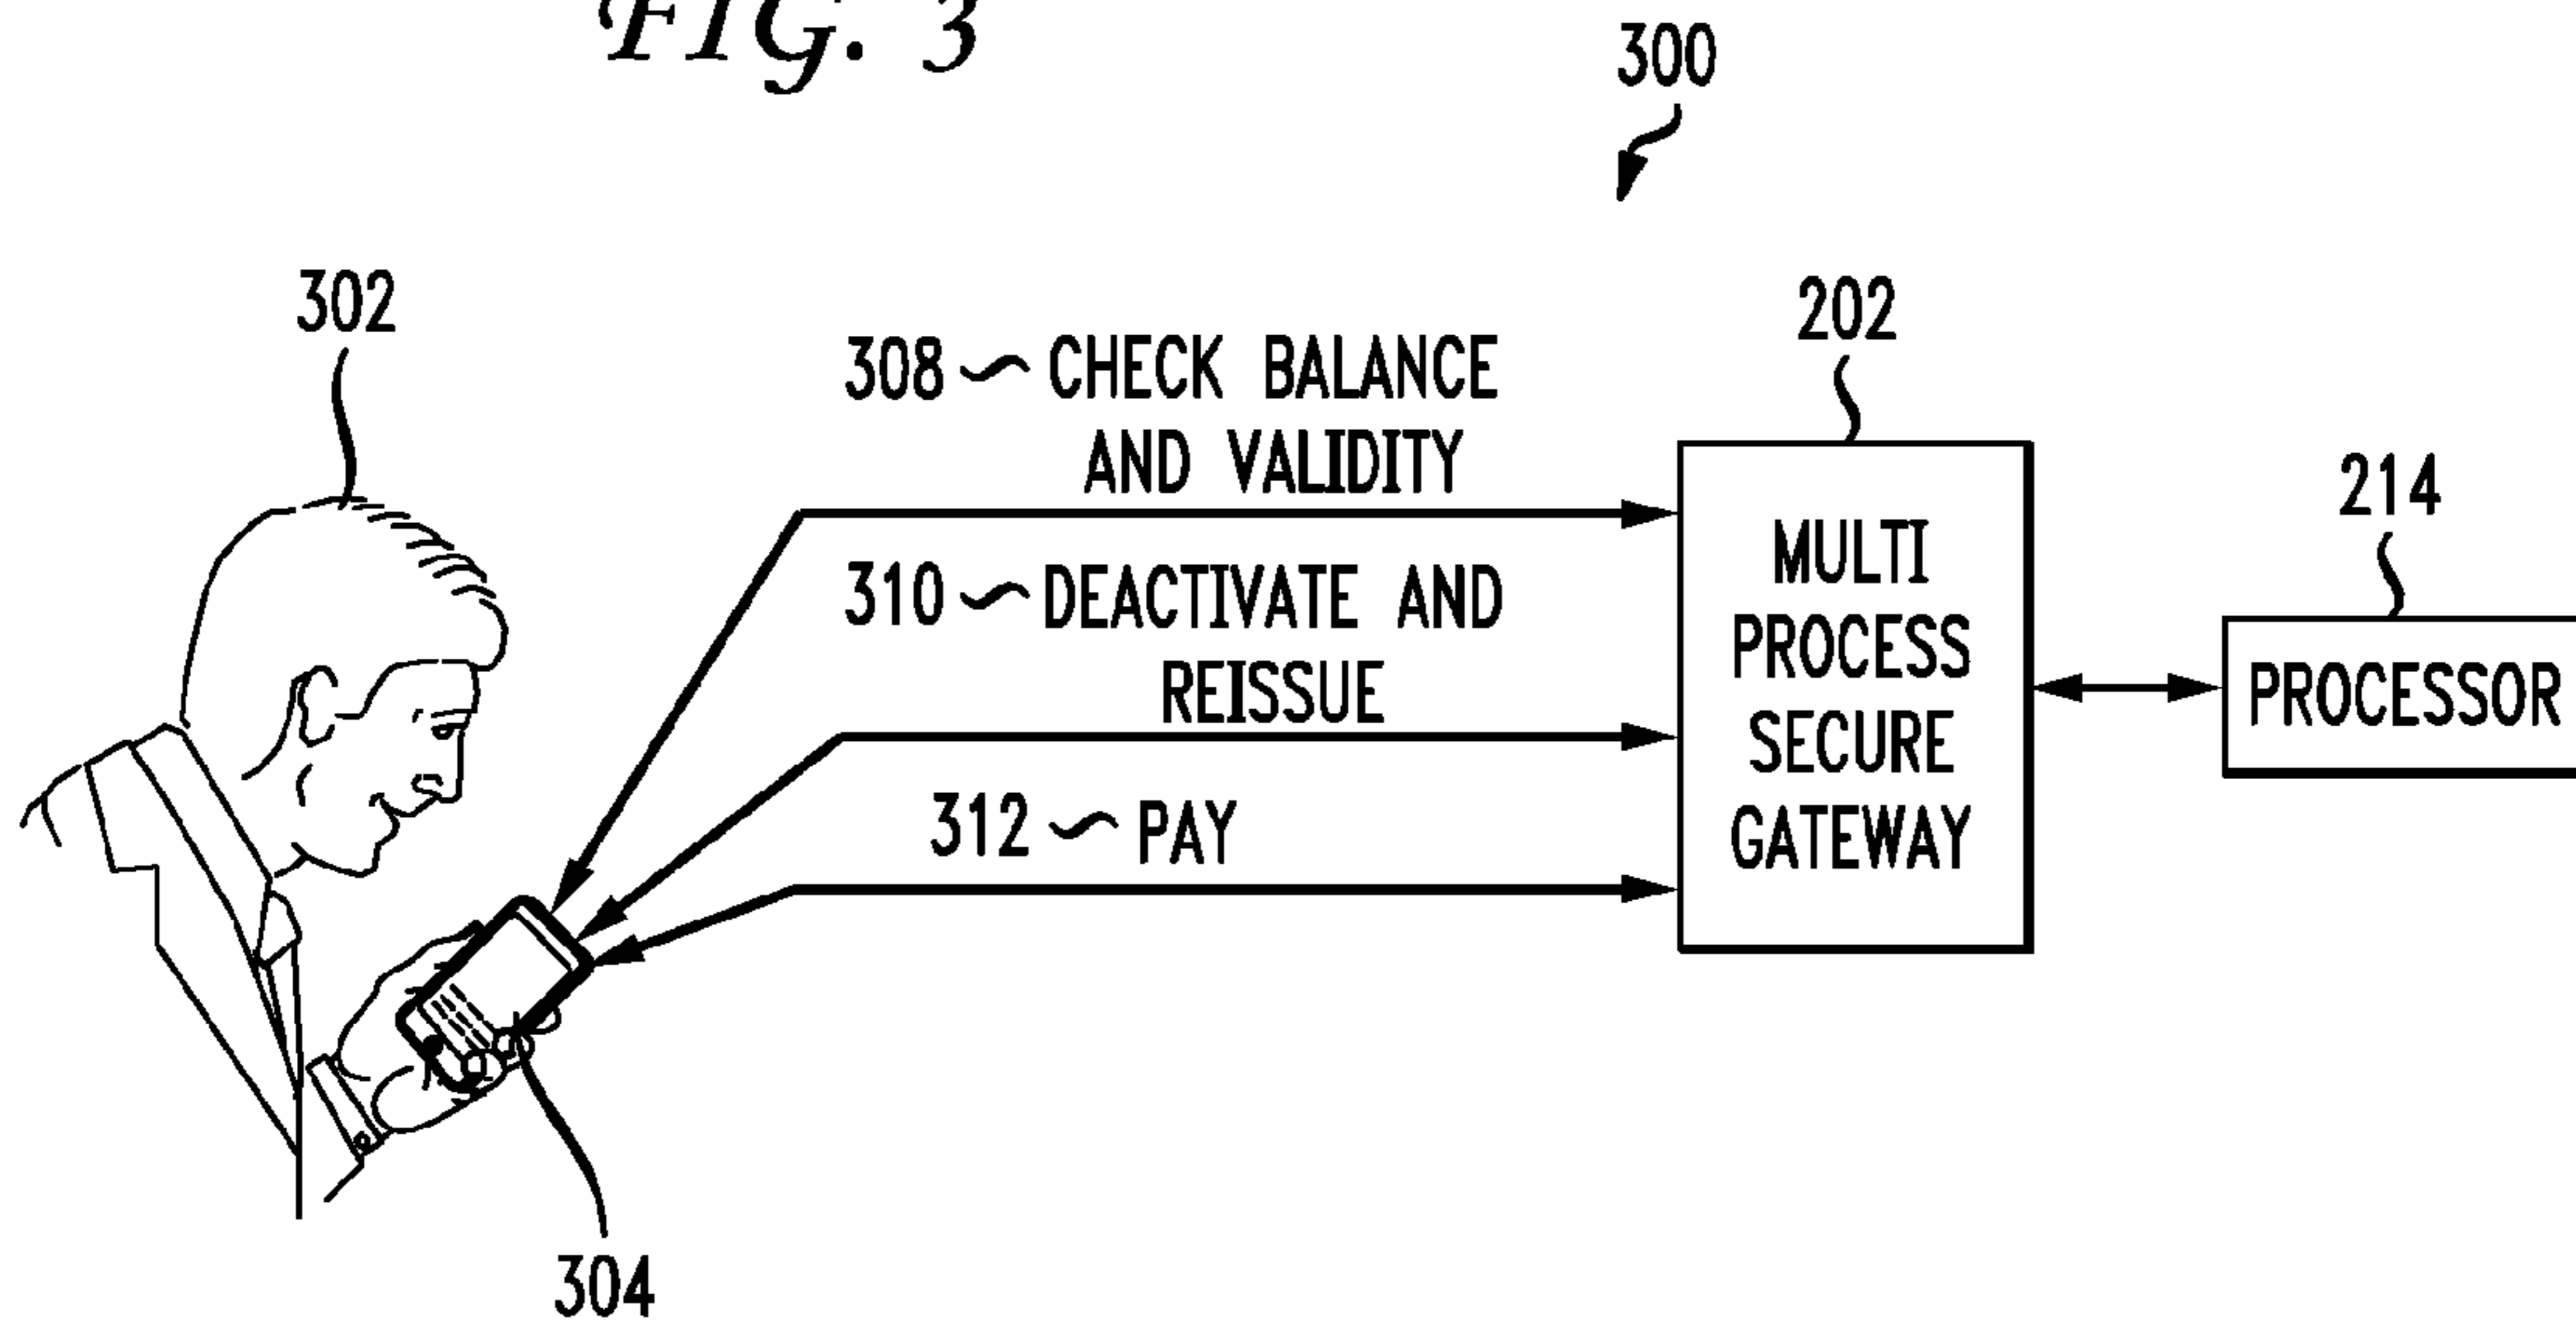 FIG. 3
300
302
308 CHECK BALANCE
AND VALIDITY
310 DEACTIVATE AND
REISSUE
312 PAY
202
MULTI
PROCESS
SECURE
GATEWAY
214
PROCESSOR
304